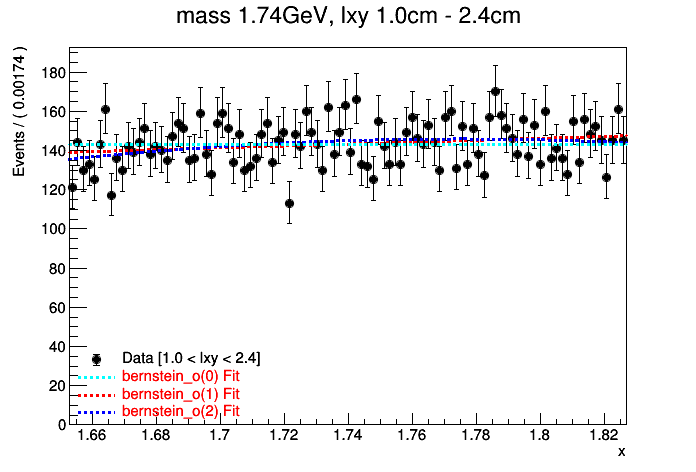 mass 1.74GeV, lxy 1.0cm - 2.4cm
Events / ( 0.00174 )
180
160
140
120
100
80
60
40
20
0
Data [1.0 < lxy < 2.4]
bernstein_o(0) Fit
bernstein_o(1) Fit
bernstein_o(2) Fit
1.66 1.68 1.7 1.72 1.74 1.76 1.78 1.8 1.82
x